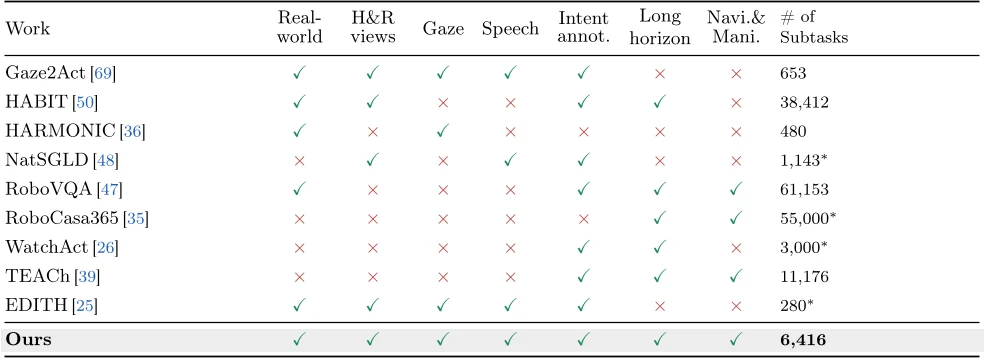 Work Real-world H&R views Gaze Speech Intent annot. Long horizon Navi.& Mani. # of Subtasks
Gaze2Act [69] ✓ ✓ ✓ ✓ ✓ × × 653
HABIT [50] ✓ ✓ × × ✓ ✓ × 38,412
HARMONIC [36] ✓ × ✓ × × × × 480
NatSGLD [48] × ✓ × ✓ ✓ × × 1,143*
RoboVQA [47] ✓ × × × ✓ ✓ ✓ 61,153
RoboCasa365 [35] × × × × × ✓ ✓ 55,000*
WatchAct [26] × × × × ✓ ✓ × 3,000*
TEACh [39] × × × × ✓ ✓ ✓ 11,176
EDITH [25] ✓ ✓ ✓ ✓ ✓ × × 280*
Ours ✓ ✓ ✓ ✓ ✓ ✓ ✓ 6,416